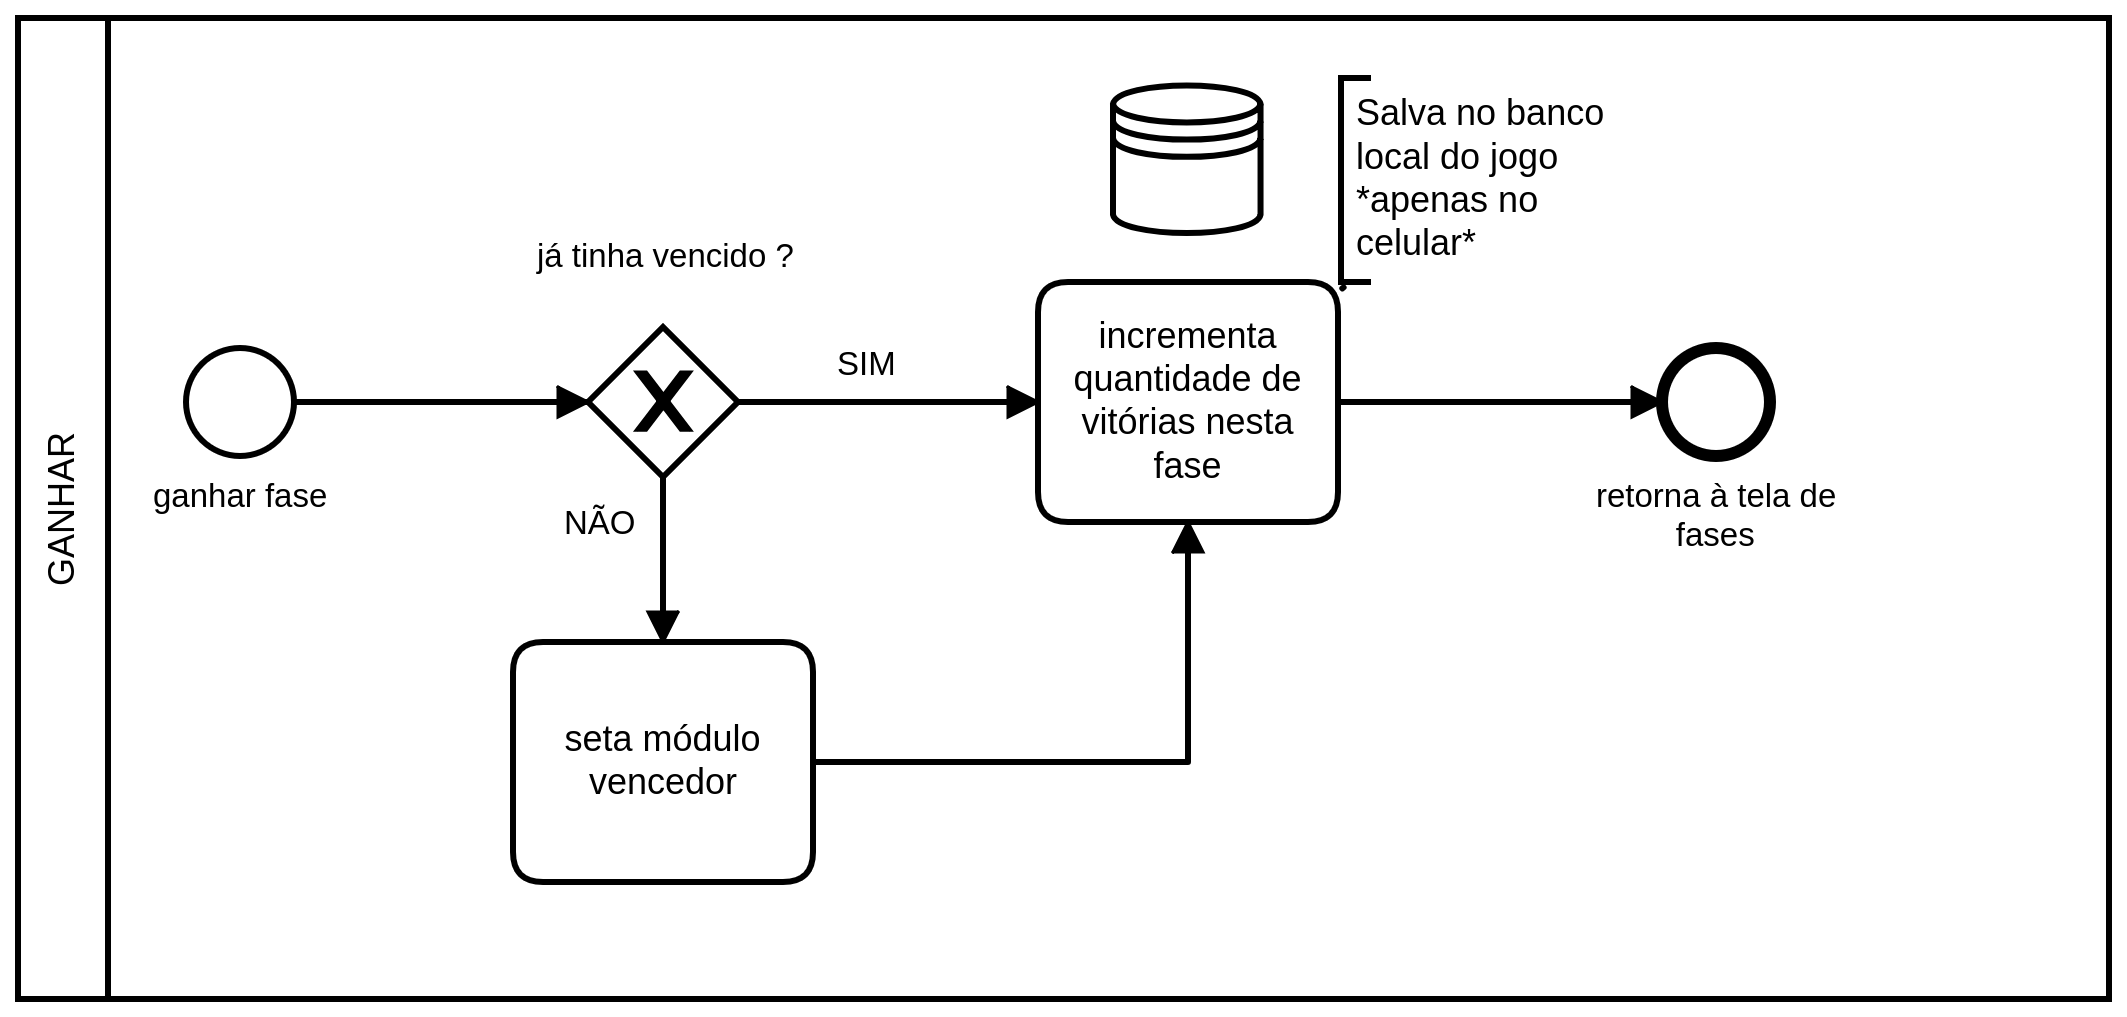 GANHAR
ganhar fase
já tinha vencido ?
SIM
NÃO
seta módulo
vencedor
incrementa
quantidade de
vitórias nesta
fase
Salva no banco
local do jogo
*apenas no
celular*
retorna à tela de
fases